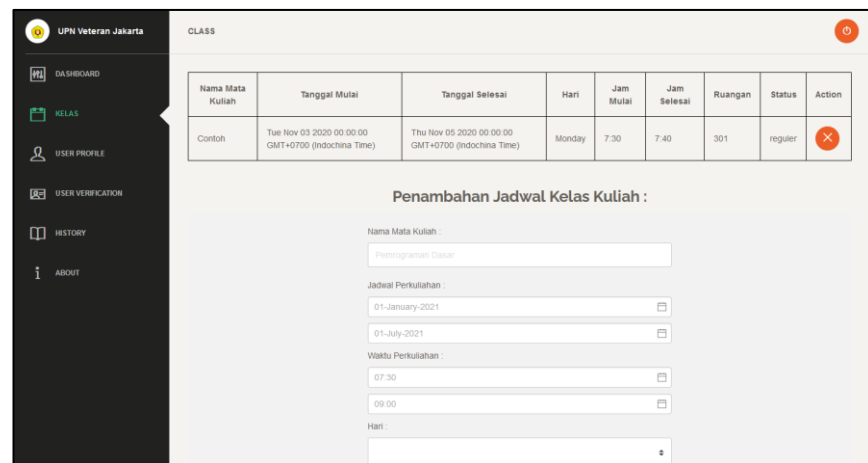 UPN Veteran Jakarta
CLASS
DASHBOARD
KELAS
USER PROFILE
USER VERIFICATION
HISTORY
ABOUT
Nama Mata Kuliah Tanggal Mulai Tanggal Selesai Hari Jam Mulai Jam Selesai Ruangan Status Action
Contoh Tue Nov 03 2020 00:00:00 GMT+0700 (Indochina Time) Thu Nov 05 2020 00:00:00 GMT+0700 (Indochina Time) Monday 7:30 7:40 301 reguler
Penambahan Jadwal Kelas Kuliah :
Nama Mata Kuliah :
Pemrograman Dasar
Jadwal Perkuliahan :
01-January-2021
01-July-2021
Waktu Perkuliahan :
07:30
09:00
Hari :